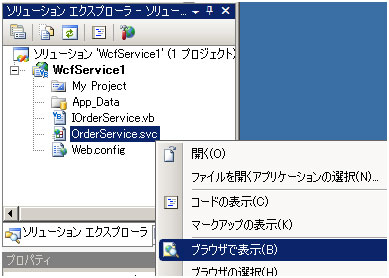 ソリューション エクスプローラ - ソリュー...
ソリューション 'WcfService1' (1 プロジェクト)
WcfService1
My Project
App_Data
IOrderService.vb
OrderService.svc
Web.config
開く(O)
ファイルを開くアプリケーションの選択(N)...
コードの表示(C)
マークアップの表示(K)
ブラウザで表示(B)
ブラウザの選択(H)
ソリューション エクスプローラ
プロパティ